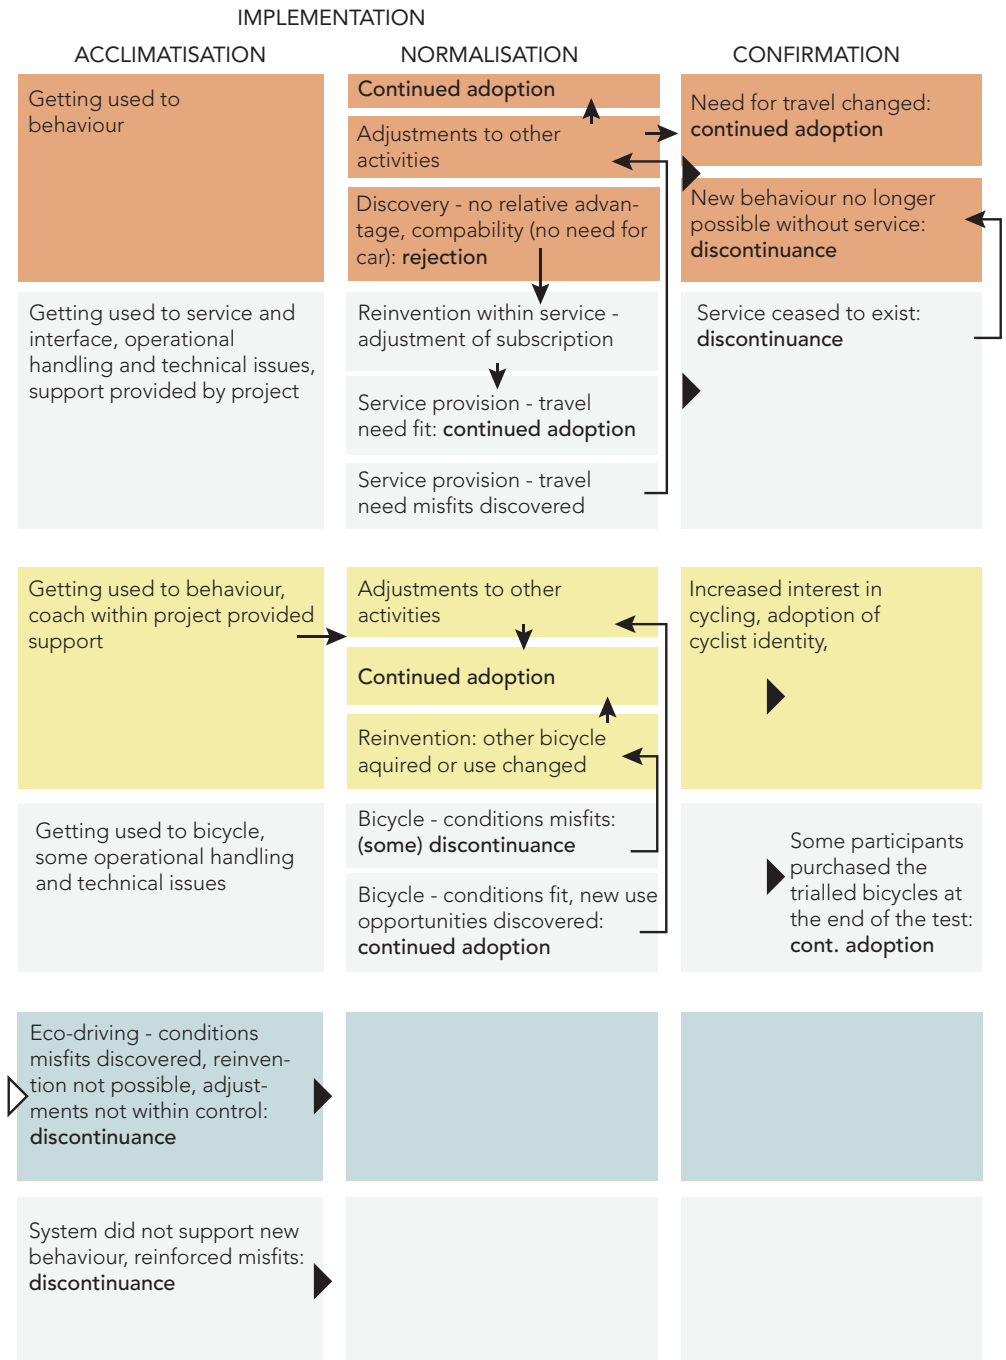 IMPLEMENTATION
ACCLIMATISATION
NORMALISATION
CONFIRMATION
Getting used to
behaviour
Continued adoption
Adjustments to other
activities
Discovery - no relative advan-
tage, compability (no need for
car): rejection
Need for travel changed:
continued adoption
New behaviour no longer
possible without service:
discontinuance
Getting used to service and
interface, operational
handling and technical issues,
support provided by project
Reinvention within service -
adjustment of subscription
Service provision - travel
need fit: continued adoption
Service provision - travel
need misfits discovered
Service ceased to exist:
discontinuance
Getting used to behaviour,
coach within project provided
support
Adjustments to other
activities
Continued adoption
Reinvention: other bicycle
aquired or use changed
Increased interest in
cycling, adoption of
cyclist identity,
Getting used to bicycle,
some operational handling
and technical issues
Bicycle - conditions misfits:
(some) discontinuance
Bicycle - conditions fit, new use
opportunities discovered:
continued adoption
Some participants
purchased the
trialled bicycles at
the end of the test:
cont. adoption
Eco-driving - conditions
misfits discovered, reinven-
tion not possible, adjust-
ments not within control:
discontinuance
System did not support new
behaviour, reinforced misfits:
discontinuance